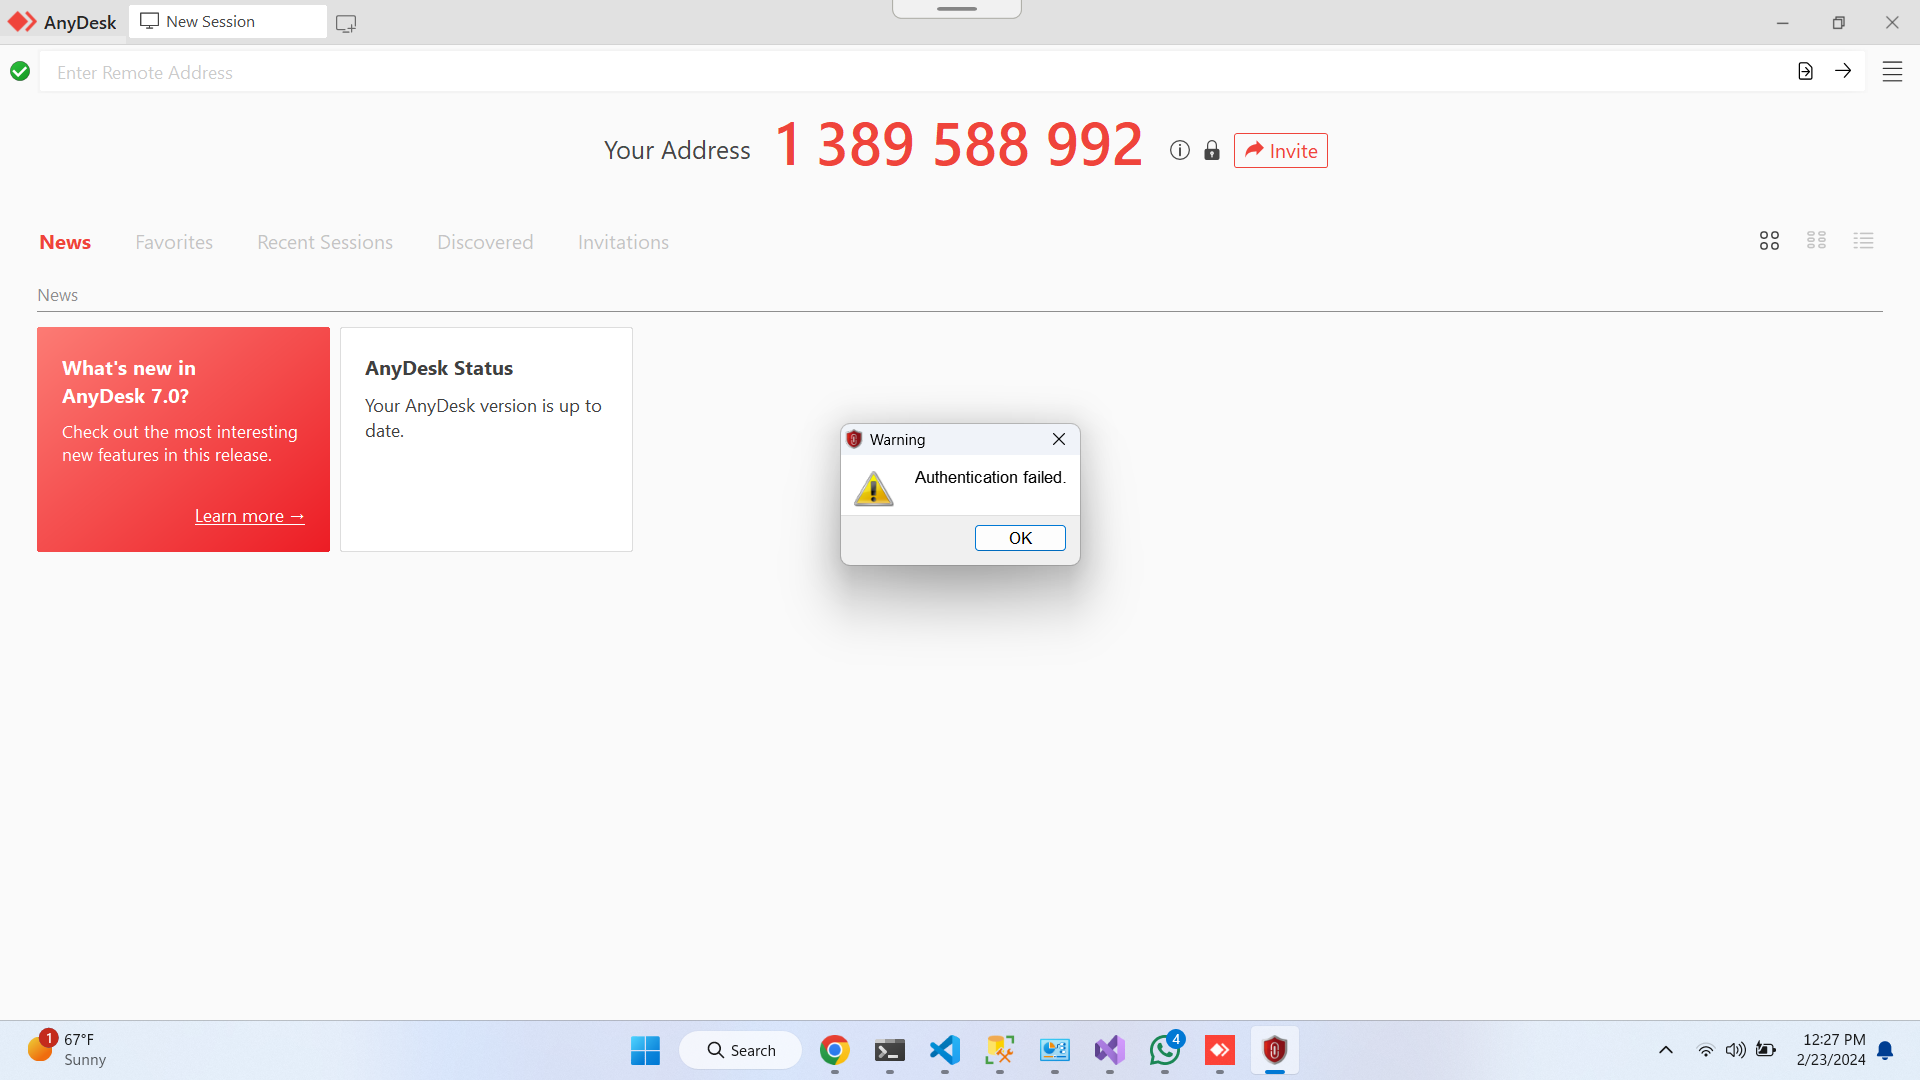 AnyDesk
New Session
Enter Remote Address
Your Address 1 389 588 992
Invite
News Favorites Recent Sessions Discovered Invitations
News
What's new in
AnyDesk 7.0?
Check out the most interesting
new features in this release.
Learn more →
AnyDesk Status
Your AnyDesk version is up to
date.
Warning
Authentication failed.
OK
1
67°F
Sunny
Search
4
12:27 PM
2/23/2024